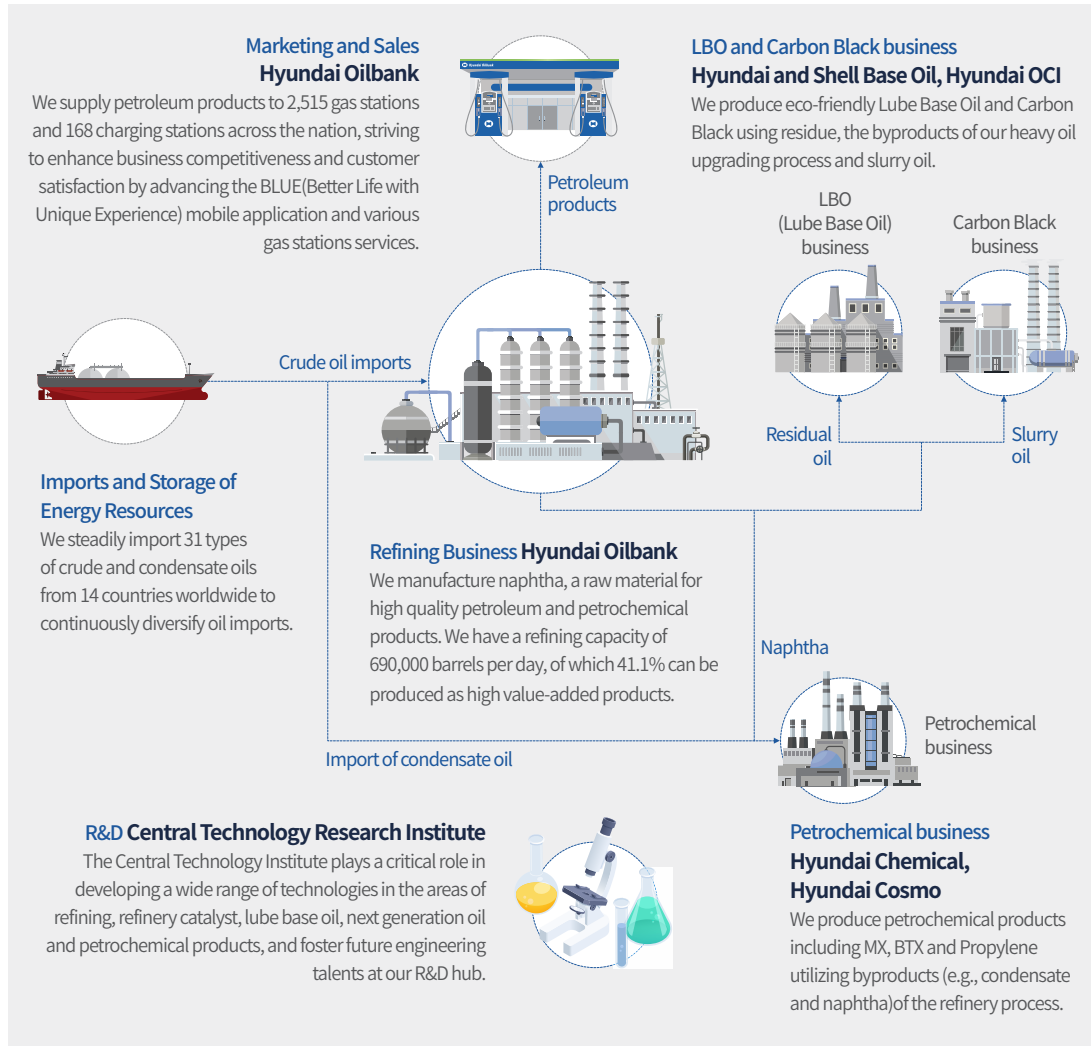 Marketing and Sales
Hyundai Oilbank
We supply petroleum products to 2,515 gas stations
and 168 charging stations across the nation, striving
to enhance business competitiveness and customer
satisfaction by advancing the BLUE(Better Life with
Unique Experience) mobile application and various
gas stations services.
Hyundai Oilbank
Petroleum
products
LBO and Carbon Black business
Hyundai and Shell Base Oil, Hyundai OCI
We produce eco-friendly Lube Base Oil and Carbon
Black using residue, the byproducts of our heavy oil
upgrading process and slurry oil.
LBO
(Lube Base Oil)
business
Carbon Black
business
Crude oil imports
Residual
oil
Slurry
oil
Imports and Storage of
Energy Resources
We steadily import 31 types
of crude and condensate oils
from 14 countries worldwide to
continuously diversify oil imports.
Refining Business Hyundai Oilbank
We manufacture naphtha, a raw material for
high quality petroleum and petrochemical
products. We have a refining capacity of
690,000 barrels per day, of which 41.1% can be
produced as high value-added products.
Naphtha
Petrochemical
business
Import of condensate oil
R&D Central Technology Research Institute
The Central Technology Institute plays a critical role in
developing a wide range of technologies in the areas of
refining, refinery catalyst, lube base oil, next generation oil
and petrochemical products, and foster future engineering
talents at our R&D hub.
Petrochemical business
Hyundai Chemical,
Hyundai Cosmo
We produce petrochemical products
including MX, BTX and Propylene
utilizing byproducts (e.g., condensate
and naphtha)of the refinery process.